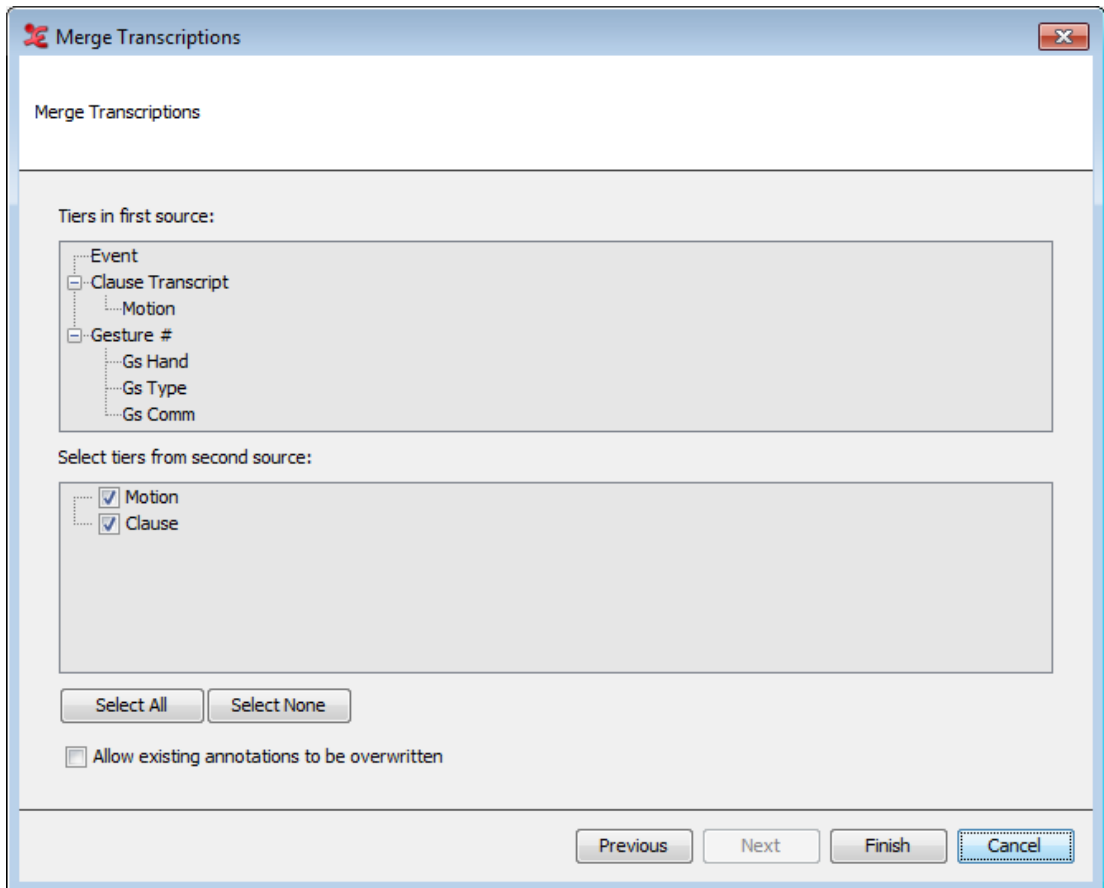 Merge Transcriptions
Merge Transcriptions
Tiers in first source:
Event
Clause Transcript
Motion
Gesture #
Gs Hand
Gs Type
Gs Comm
Select tiers from second source:
Motion
Clause
Select All Select None
Allow existing annotations to be overwritten
Previous Next Finish Cancel